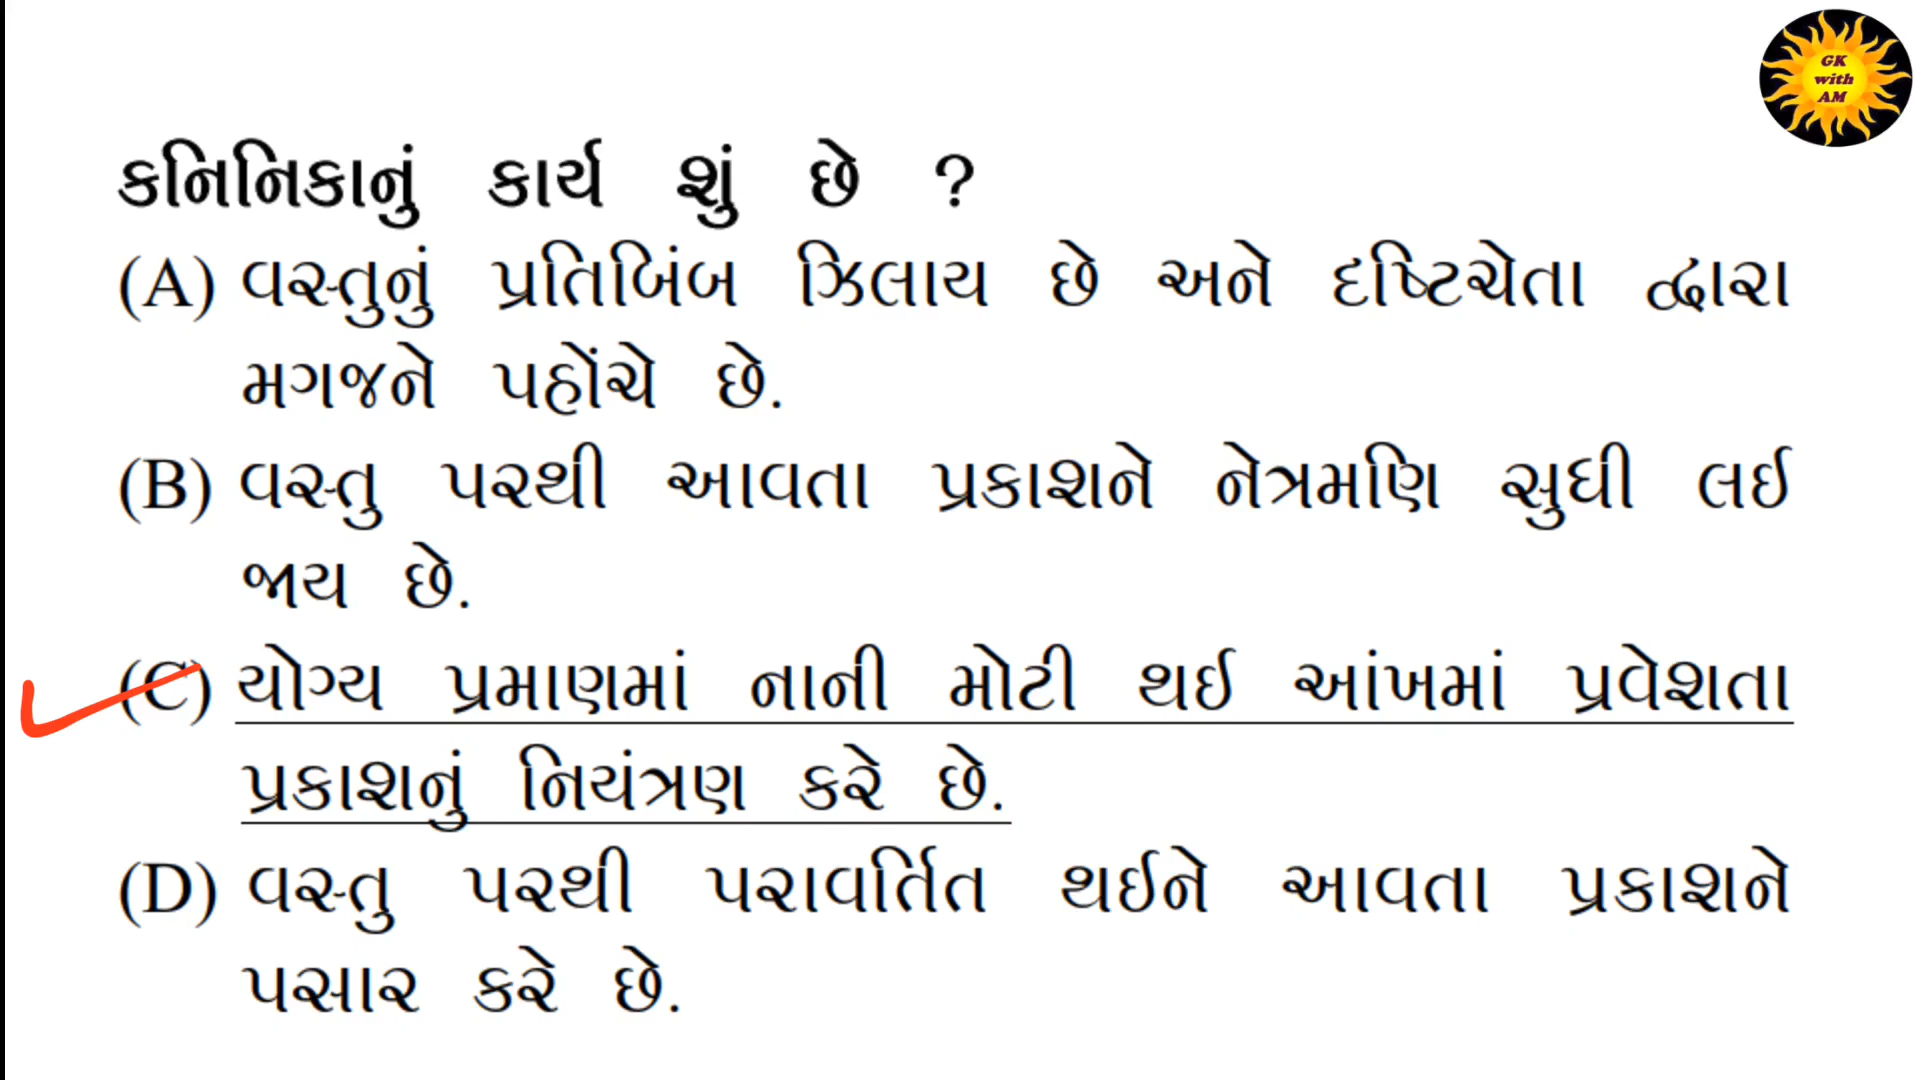 GK
with
AM
કનિનિકાનું કાર્ય શું છે ?
(A) વસ્તુનું પ્રતિબિંબ ઝિલાય છે અને દષ્ટિચેતા દ્વારા
મગજને પહોંચે છે.
(B) વસ્તુ પરથી આવતા પ્રકાશને નેત્રમણિ સુધી લઈ
જાય છે.
(C) યોગ્ય પ્રમાણમાં નાની મોટી થઈ આંખમાં પ્રવેશતા
પ્રકાશનું નિયંત્રણ કરે છે.
(D) વસ્તુ પરથી પરાવર્તિત થઈને આવતા પ્રકાશને
પસાર કરે છે.